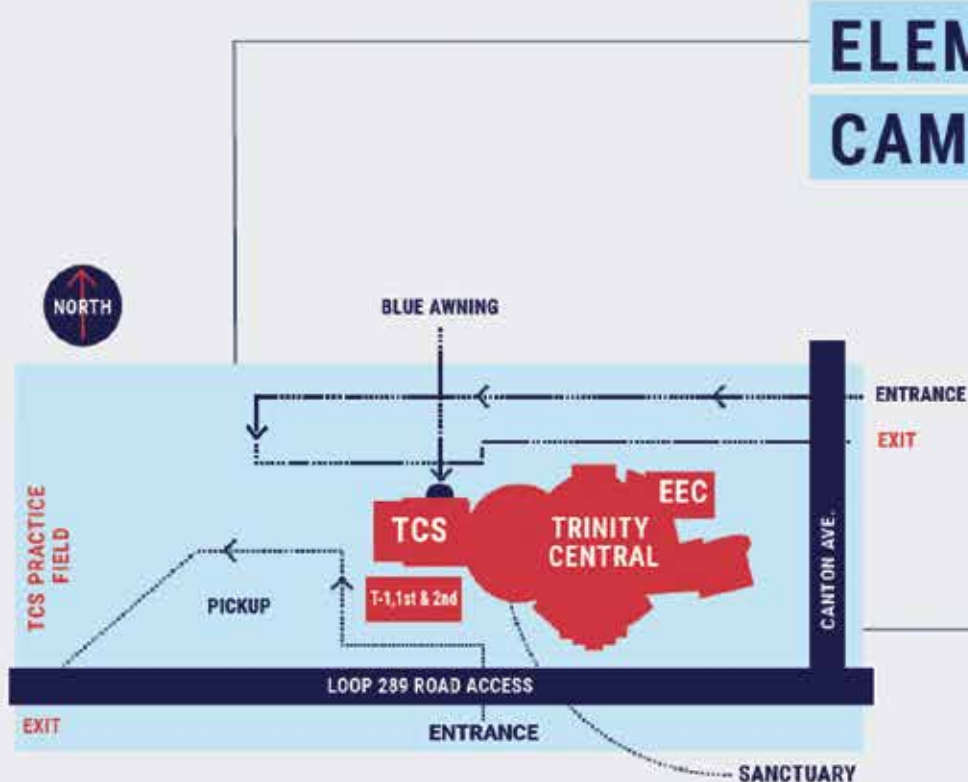 ELEM
CAM
NORTH
BLUE AWNING
ENTRANCE
EXIT
EEC
TCS
TRINITY
CENTRAL
TCS PRACTICE
FIELD
CANTON AVE.
T-1,1st & 2nd
PICKUP
LOOP 289 ROAD ACCESS
EXIT
ENTRANCE
SANCTUARY